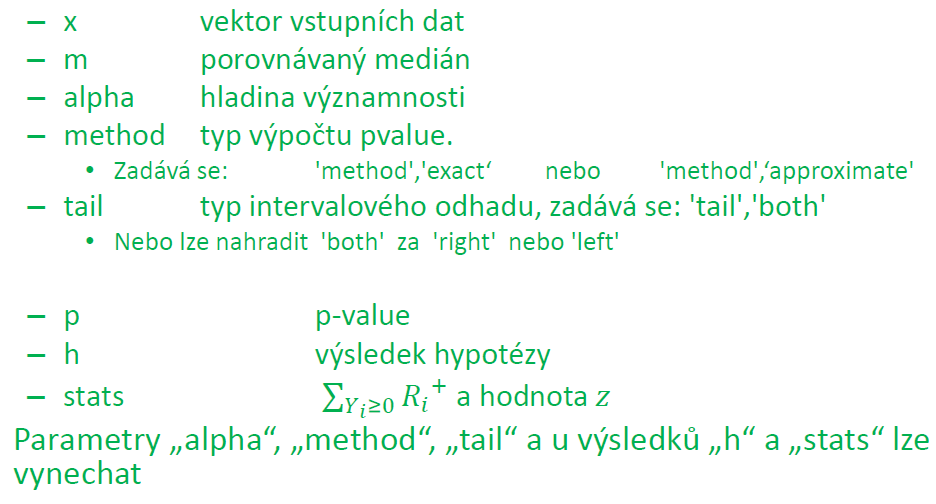 – x vektor vstupních dat
– m porovnávaný medián
– alpha hladina významnosti
– method typ výpočtu pvalue.
• Zadává se: 'method','exact‘ nebo 'method',‘approximate'
– tail typ intervalového odhadu, zadává se: 'tail','both'
• Nebo lze nahradit 'both' za 'right' nebo 'left'
– p p-value
– h výsledek hypotézy
– stats ∑_{Y_i≥0} R_i^+ a hodnota z
Parametry „alpha“, „method“, „tail“ a u výsledků „h“ a „stats“ lze
vynechat